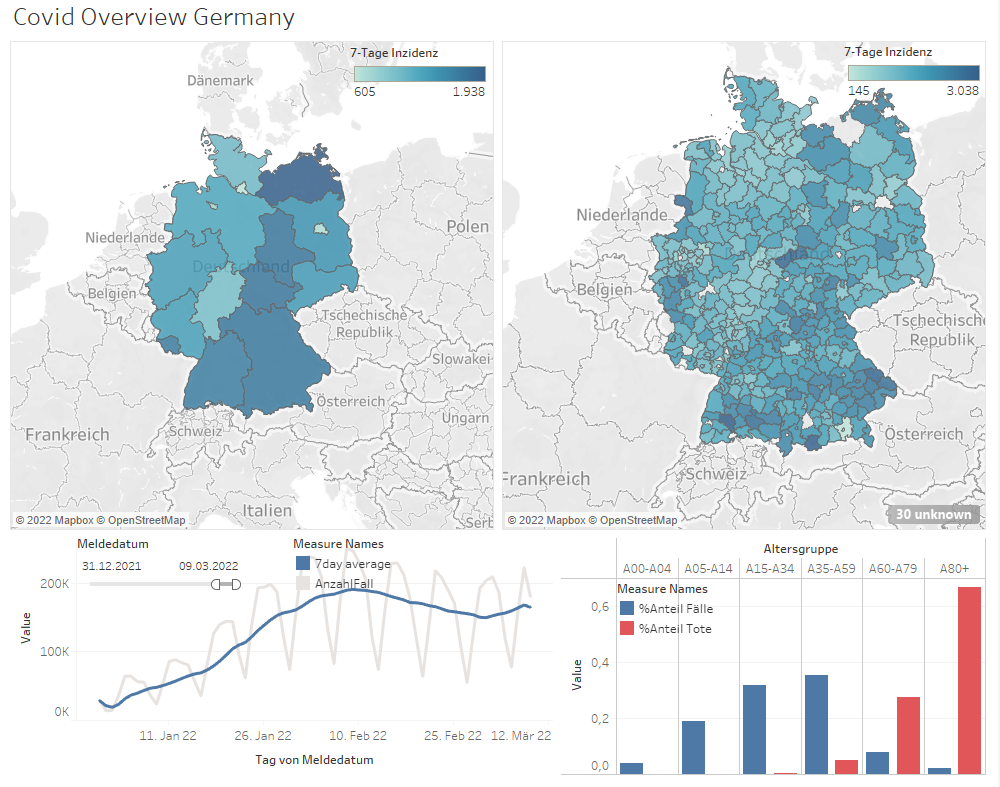 Covid Overview Germany
7-Tage Inzidenz
605 1.938
Dänemark
Niederlande
Polen
Deutschland
Belgien
Tschechische
Republik
Slowakei
Österreich
Ungarn
Frankreich
Schweiz
Italien
Serb
© 2022 Mapbox © OpenStreetMap
7-Tage Inzidenz
145 3.038
Niederlande
Belgien
Tschechische
Republik
Österreich
Schweiz
Frankreich
30 unknown
© 2022 Mapbox © OpenStreetMap
Meldedatum
31.12.2021 09.03.2022
Measure Names
7day average
AnzahlFall
Value
200K
100K
0K
11. Jan 22 26. Jan 22 10. Feb 22 25. Feb 22 12. Mär 22
Tag von Meldedatum
Altersgruppe
A00-A04 A05-A14 A15-A34 A35-A59 A60-A79 A80+
Measure Names
%Anteil Fälle
%Anteil Tote
Value
0,6
0,4
0,2
0,0